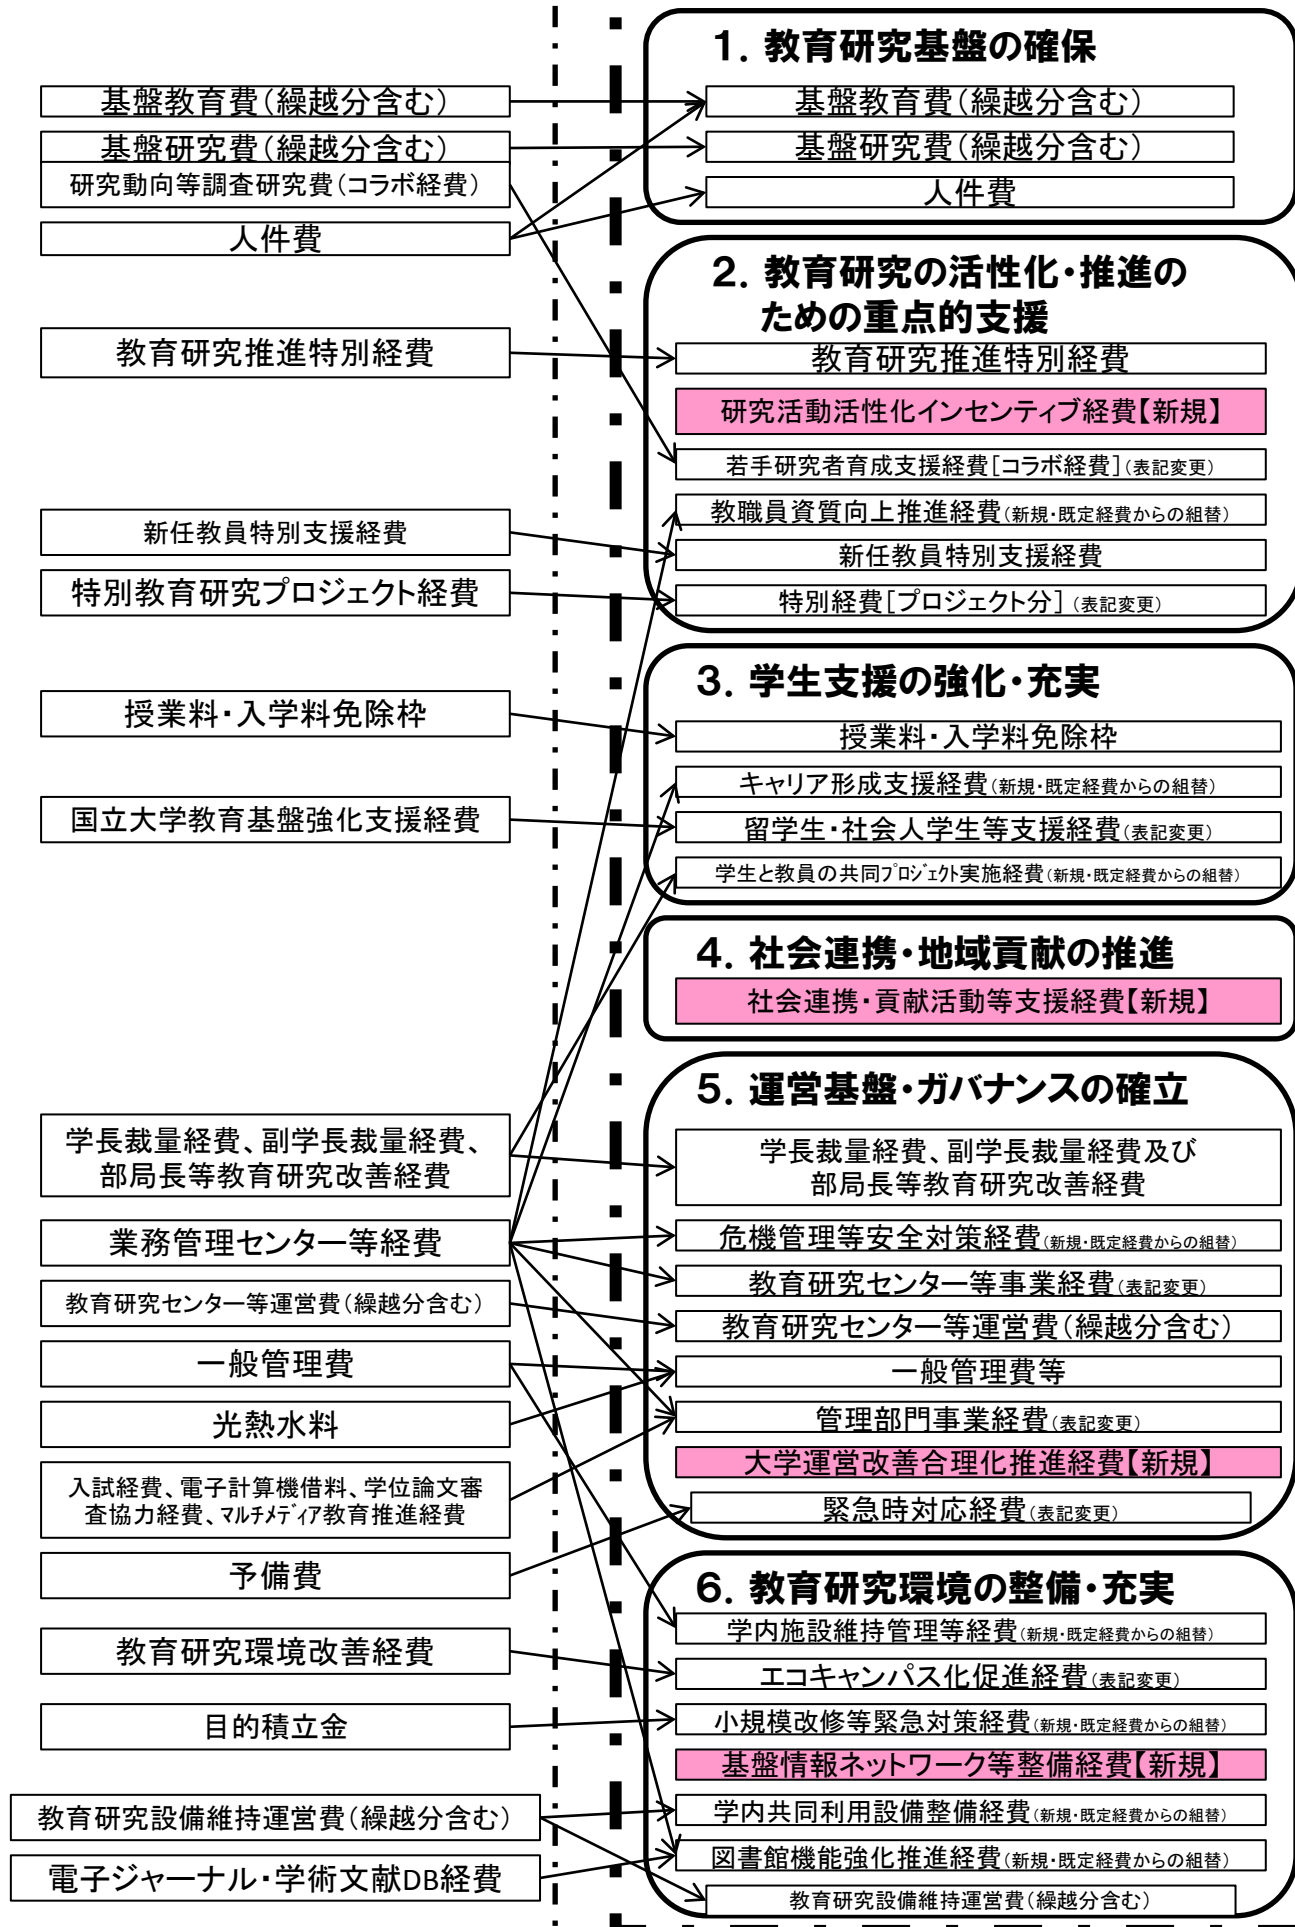 基盤教育費(繰越分含む)
基盤研究費(繰越分含む)
研究動向等調査研究費(コラボ経費)
人件費
教育研究推進特別経費
新任教員特別支援経費
特別教育研究プロジェクト経費
授業料・入学料免除枠
国立大学教育基盤強化支援経費
学長裁量経費、副学長裁量経費、
部局長等教育研究改善経費
業務管理センター等経費
教育研究センター等運営費(繰越分含む)
一般管理費
光熱水料
入試経費、電子計算機借料、学位論文審
査協力経費、マルチメディア教育推進経費
予備費
教育研究環境改善経費
目的積立金
教育研究設備維持運営費(繰越分含む)
電子ジャーナル・学術文献DB経費
1. 教育研究基盤の確保
基盤教育費(繰越分含む)
基盤研究費(繰越分含む)
人件費
2. 教育研究の活性化・推進の
ための重点的支援
教育研究推進特別経費
研究活動活性化インセンティブ経費【新規】
若手研究者育成支援経費[コラボ経費](表記変更)
教職員資質向上推進経費(新規・既定経費からの組替)
新任教員特別支援経費
特別経費[プロジェクト分](表記変更)
3. 学生支援の強化・充実
授業料・入学料免除枠
キャリア形成支援経費(新規・既定経費からの組替)
留学生・社会人学生等支援経費(表記変更)
学生と教員の共同プロジェクト実施経費(新規・既定経費からの組替)
4. 社会連携・地域貢献の推進
社会連携・貢献活動等支援経費【新規】
5. 運営基盤・ガバナンスの確立
学長裁量経費、副学長裁量経費及び
部局長等教育研究改善経費
危機管理等安全対策経費(新規・既定経費からの組替)
教育研究センター等事業経費(表記変更)
教育研究センター等運営費(繰越分含む)
一般管理費等
管理部門事業経費(表記変更)
大学運営改善合理化推進経費【新規】
緊急時対応経費(表記変更)
6. 教育研究環境の整備・充実
学内施設維持管理等経費(新規・既定経費からの組替)
エコキャンパス化促進経費(表記変更)
小規模改修等緊急対策経費(新規・既定経費からの組替)
基盤情報ネットワーク等整備経費【新規】
学内共同利用設備整備経費(新規・既定経費からの組替)
図書館機能強化推進経費(新規・既定経費からの組替)
教育研究設備維持運営費(繰越分含む)